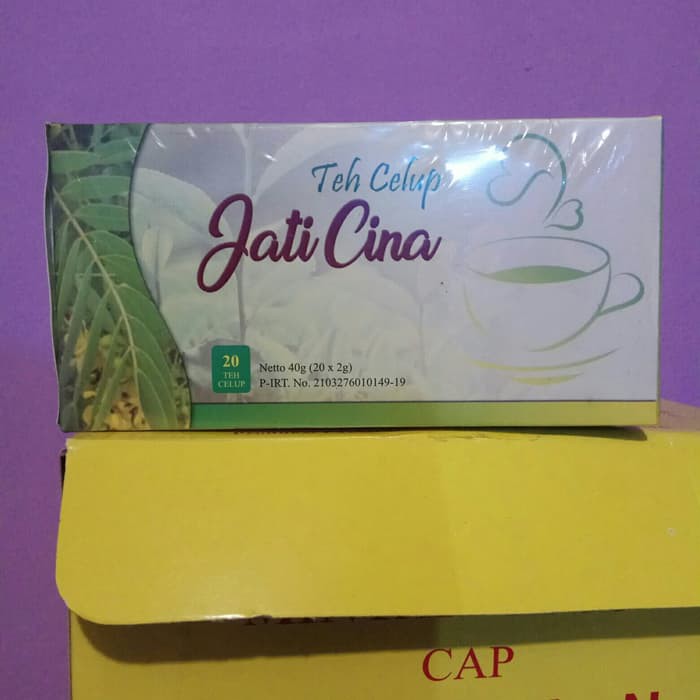 Teh Celup
Jati Cina
20
TEH
CELUP
Netto 40g (20 x 2g)
P-IRT. No. 2103276010149-19
CAP